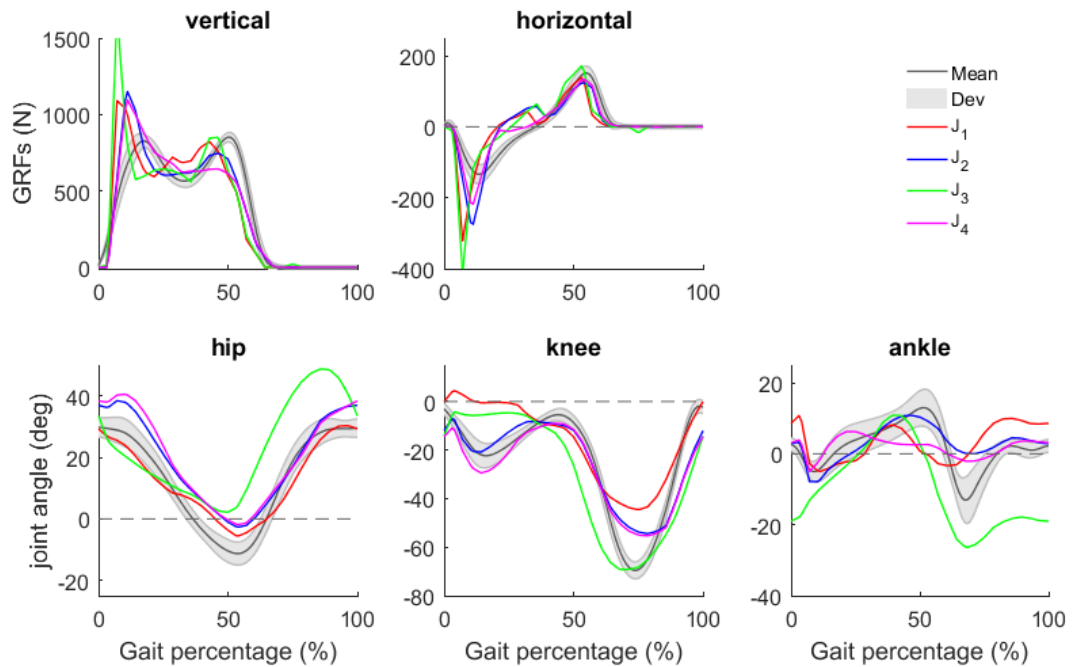 vertical
horizontal
GRFs (N)
1500
1000
500
0
0
50
100
200
0
-200
-400
0
50
100
Mean
Dev
J1
J2
J3
J4
hip
knee
ankle
joint angle (deg)
40
20
0
-20
0
50
100
Gait percentage (%)
0
-20
-40
-60
-80
0
50
100
Gait percentage (%)
20
0
-20
-40
0
50
100
Gait percentage (%)